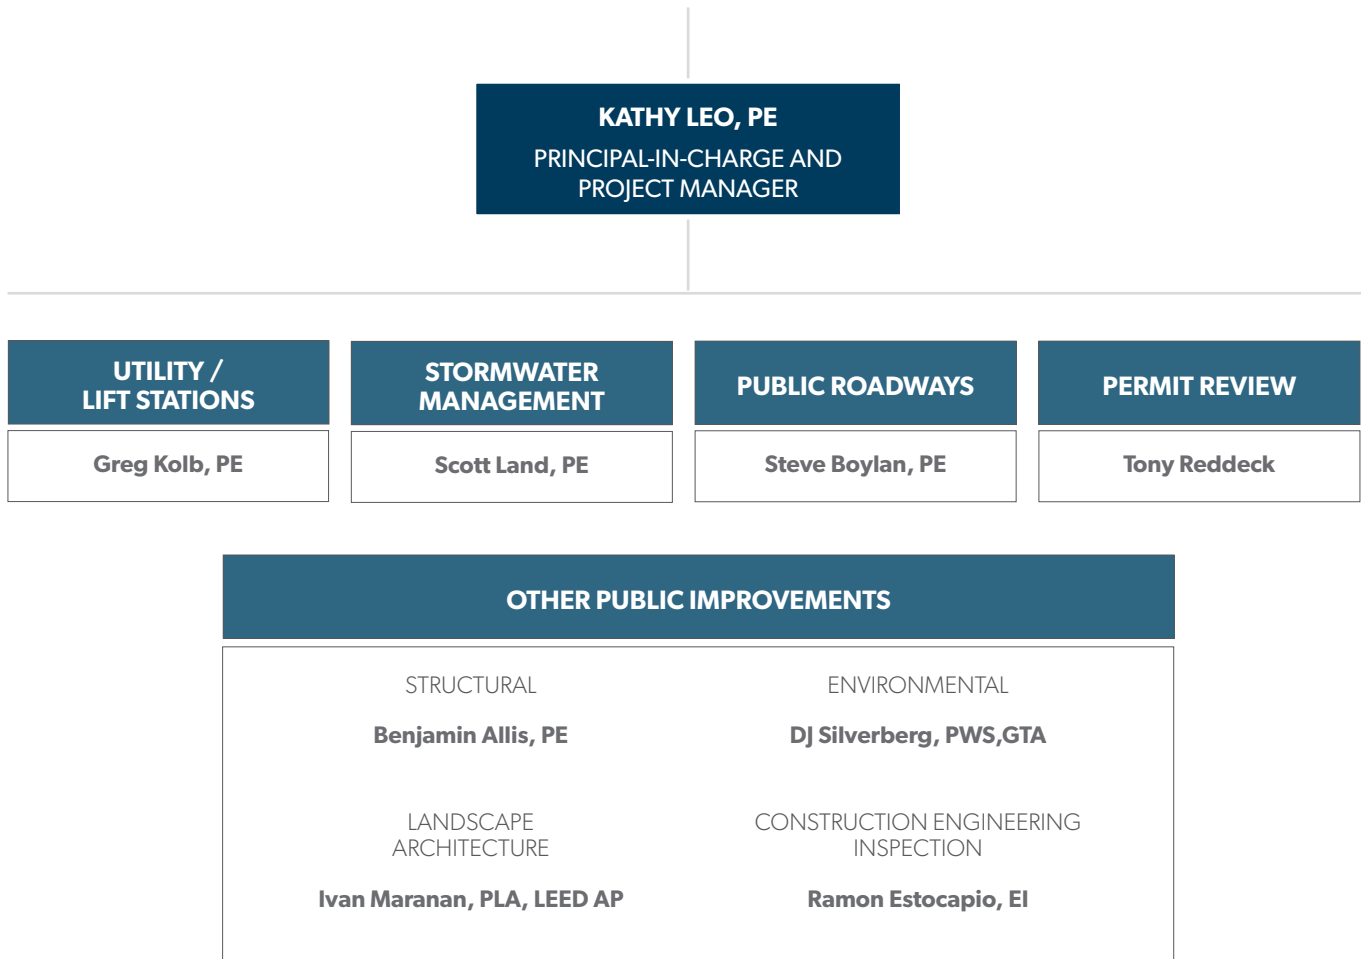 KATHY LEO, PE
PRINCIPAL-IN-CHARGE AND
PROJECT MANAGER
UTILITY /
LIFT STATIONS
Greg Kolb, PE
STORMWATER
MANAGEMENT
Scott Land, PE
PUBLIC ROADWAYS
Steve Boylan, PE
PERMIT REVIEW
Tony Reddeck
OTHER PUBLIC IMPROVEMENTS
STRUCTURAL
Benjamin Allis, PE
ENVIRONMENTAL
DJ Silverberg, PWS,GTA
LANDSCAPE
ARCHITECTURE
Ivan Maranan, PLA, LEED AP
CONSTRUCTION ENGINEERING
INSPECTION
Ramon Estocapio, EI